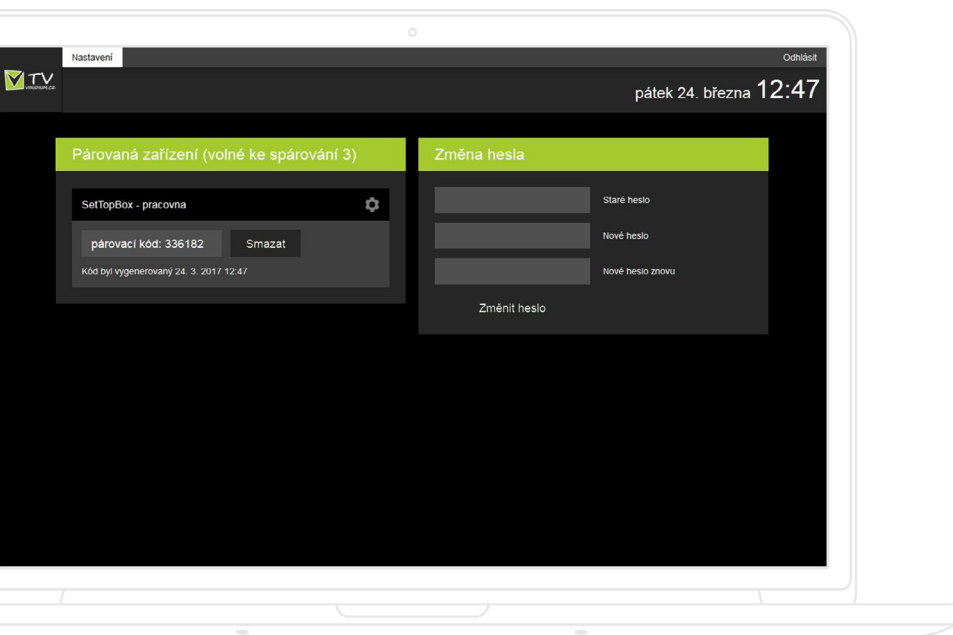 Nastavení
Odhlásit
TV
pátek 24. března 12:47
Párovaná zařízení (volné ke spárování 3)
SetTopBox - pracovna
párovací kód: 336182
Smazat
Kód byl vygenerovaný 24. 3. 2017 12:47
Změna hesla
Staré heslo
Nové heslo
Nové heslo znovu
Změnit heslo